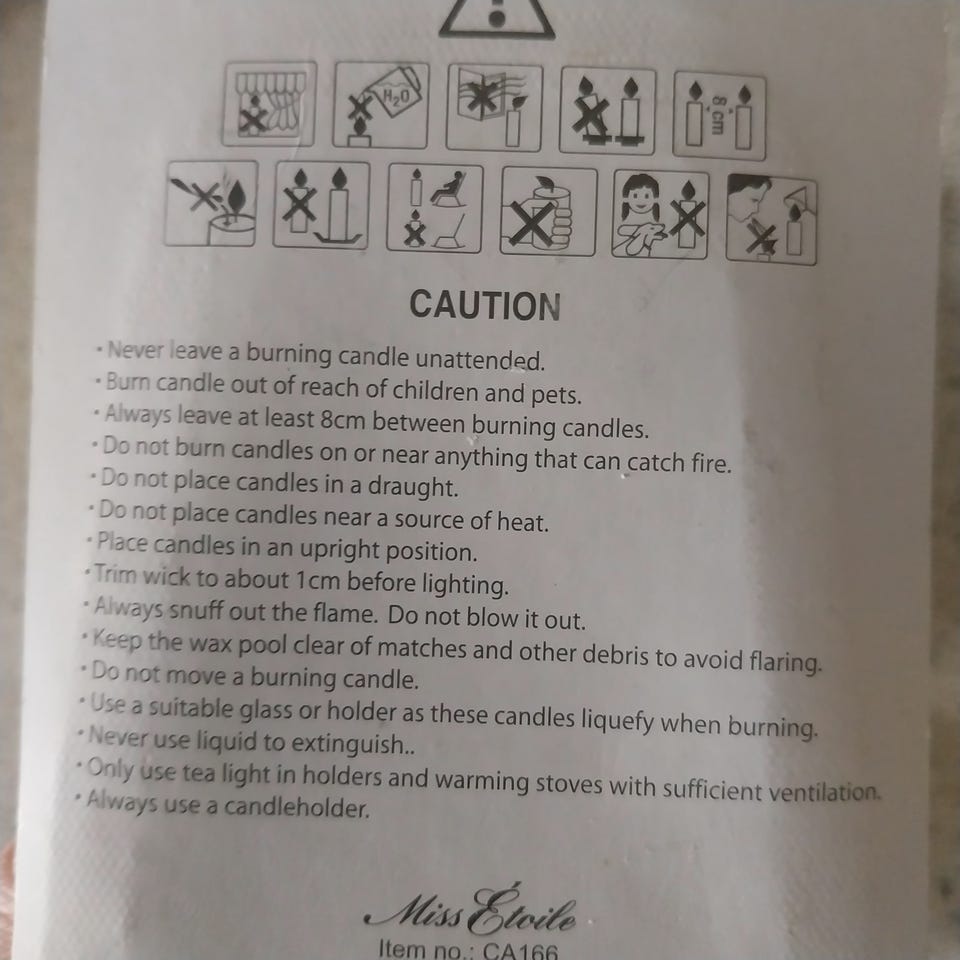 H₂O
8 cm
CAUTION
· Never leave a burning candle unattended.
· Burn candle out of reach of children and pets.
· Always leave at least 8cm between burning candles.
· Do not burn candles on or near anything that can catch fire.
· Do not place candles in a draught.
· Do not place candles near a source of heat.
· Place candles in an upright position.
· Trim wick to about 1cm before lighting.
· Always snuff out the flame. Do not blow it out.
· Keep the wax pool clear of matches and other debris to avoid flaring.
· Do not move a burning candle.
· Use a suitable glass or holder as these candles liquefy when burning.
· Never use liquid to extinguish..
· Only use tea light in holders and warming stoves with sufficient ventilation.
· Always use a candleholder.
Miss Étoile
Item no.: CA166